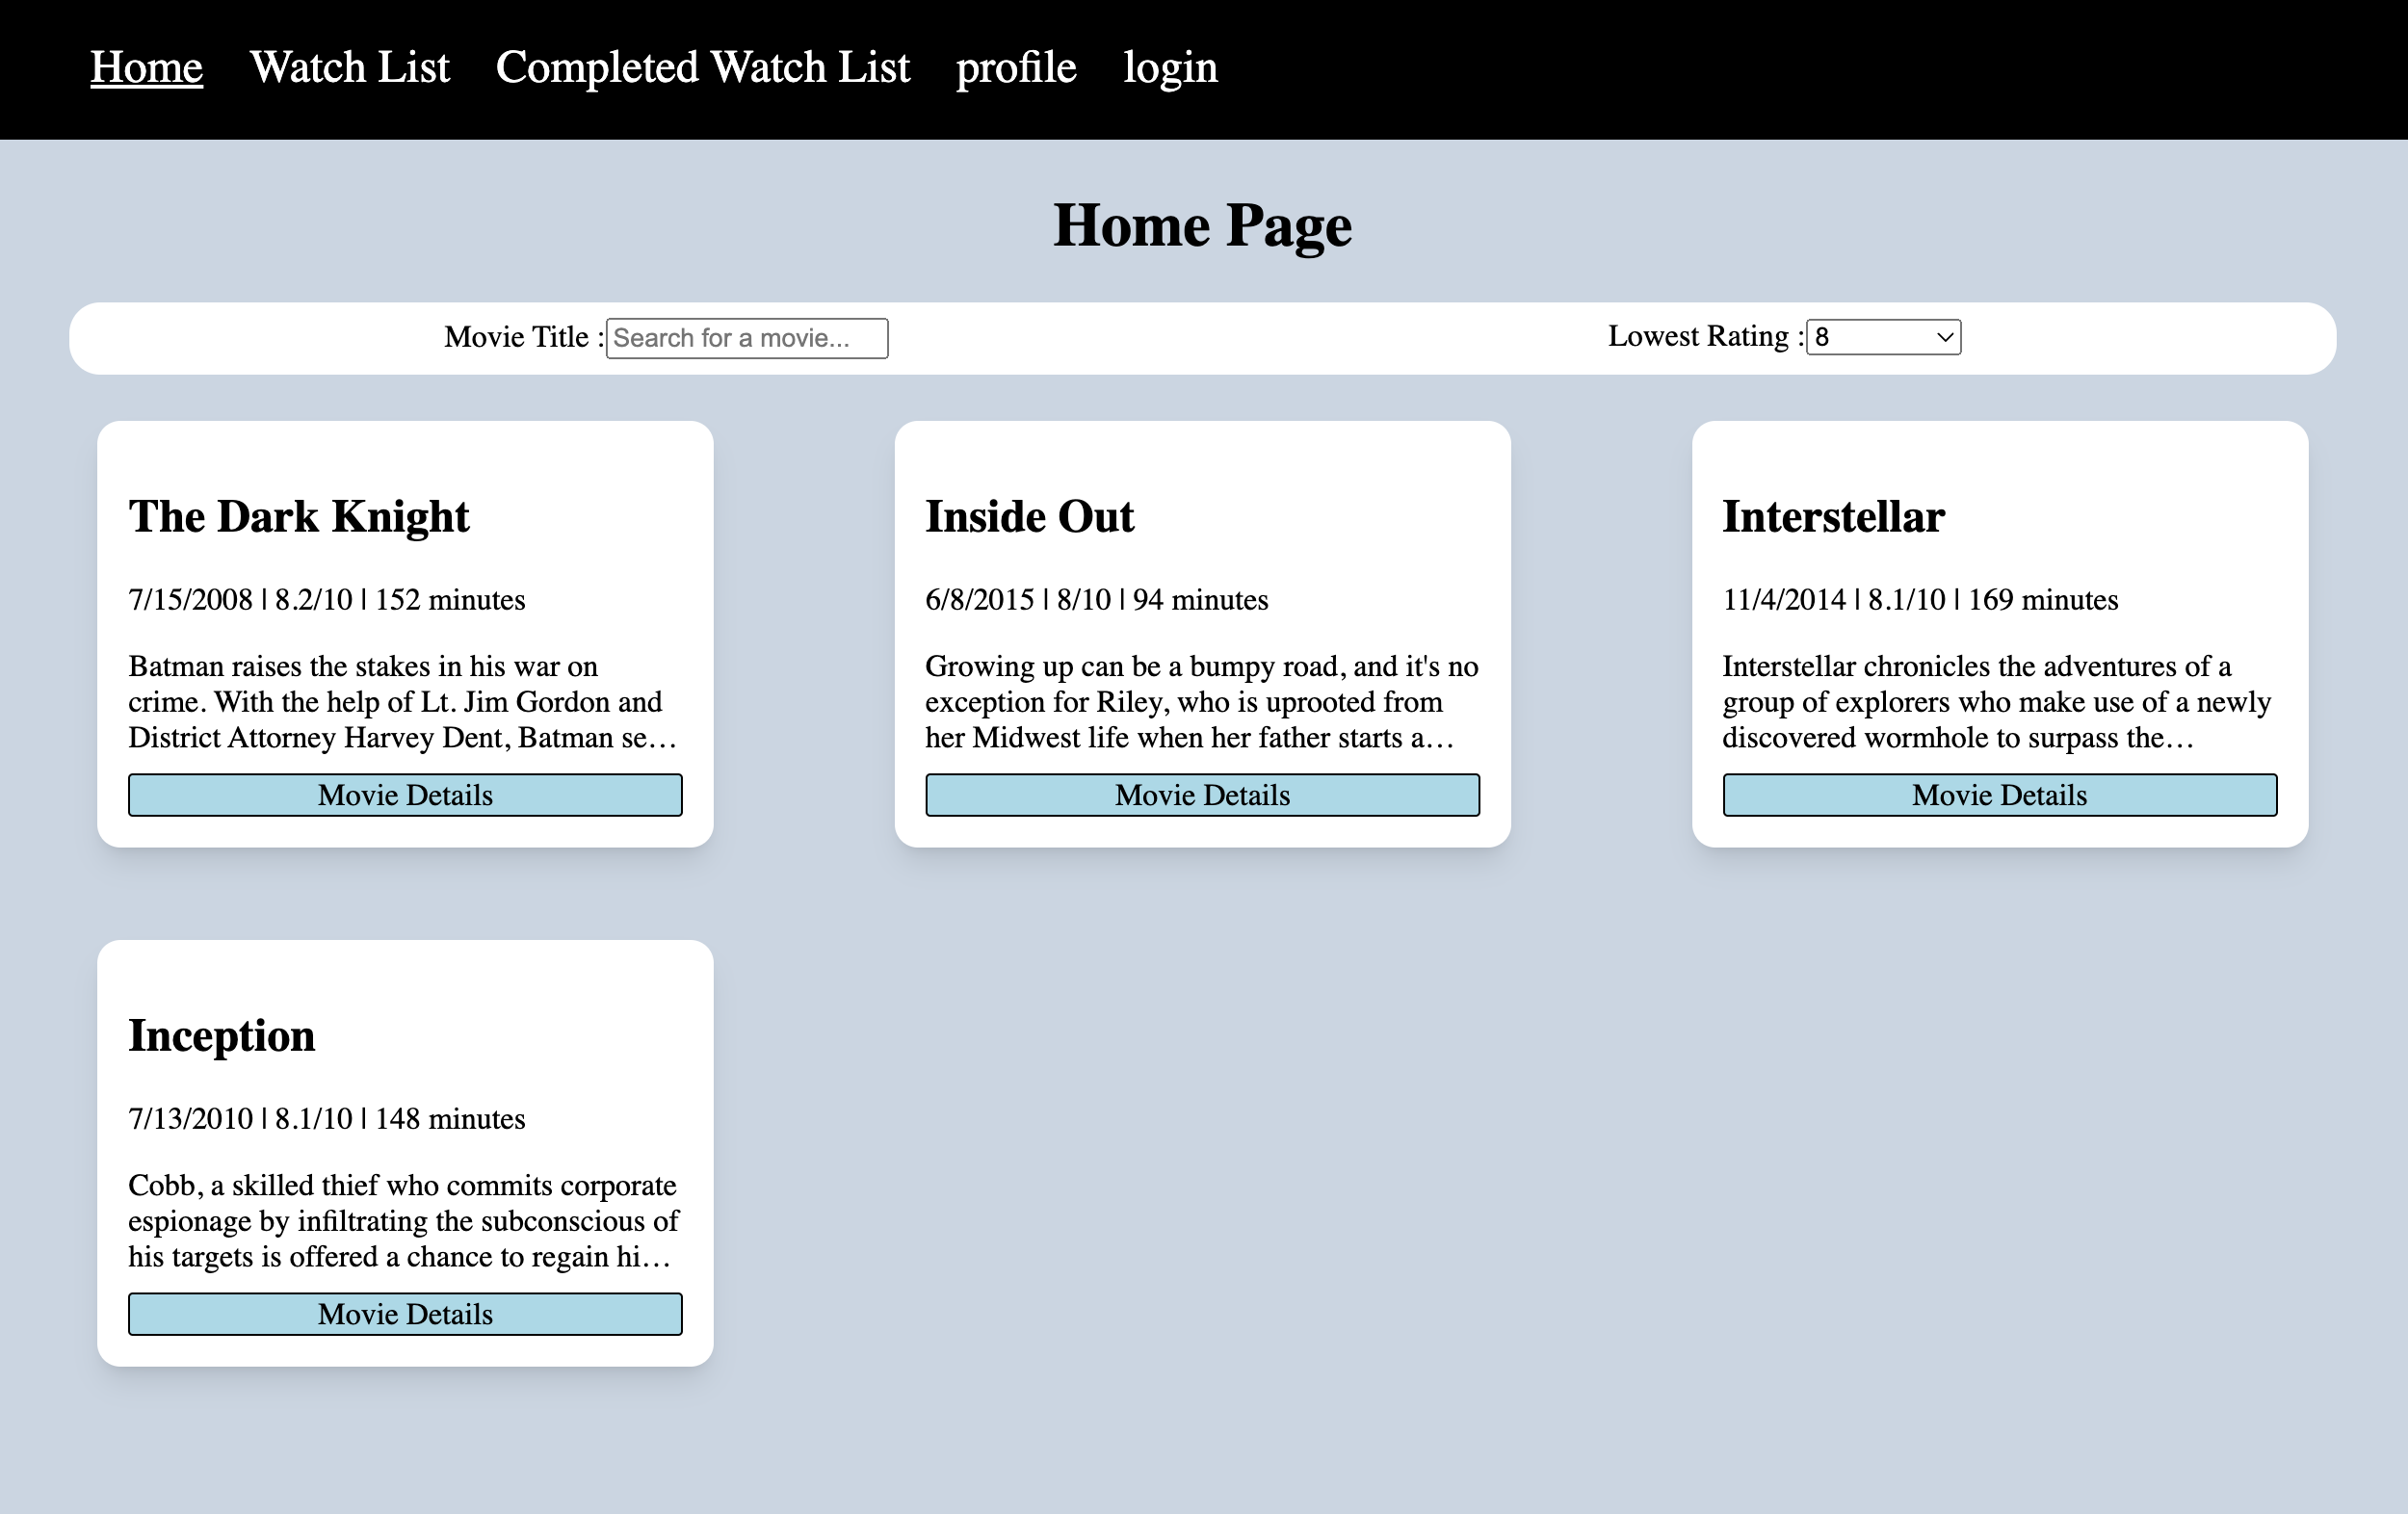 Home Watch List Completed Watch List profile login
Home Page
Movie Title : Search for a movie... Lowest Rating : 8
The Dark Knight
7/15/2008 | 8.2/10 | 152 minutes
Batman raises the stakes in his war on
crime. With the help of Lt. Jim Gordon and
District Attorney Harvey Dent, Batman se…
Movie Details
Inside Out
6/8/2015 | 8/10 | 94 minutes
Growing up can be a bumpy road, and it's no
exception for Riley, who is uprooted from
her Midwest life when her father starts a…
Movie Details
Interstellar
11/4/2014 | 8.1/10 | 169 minutes
Interstellar chronicles the adventures of a
group of explorers who make use of a newly
discovered wormhole to surpass the…
Movie Details
Inception
7/13/2010 | 8.1/10 | 148 minutes
Cobb, a skilled thief who commits corporate
espionage by infiltrating the subconscious of
his targets is offered a chance to regain hi…
Movie Details